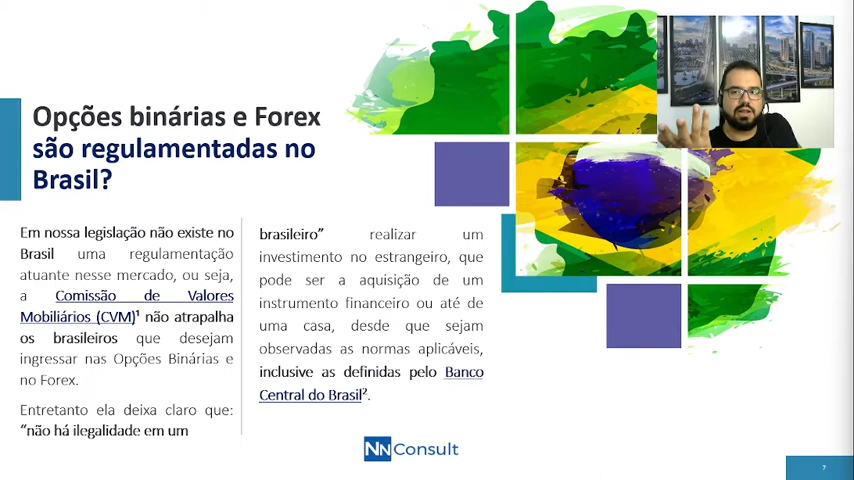 Opções binárias e Forex
são regulamentadas no
Brasil?
Em nossa legislação não existe no
Brasil uma regulamentação
atuante nesse mercado, ou seja,
a Comissão de Valores
Mobiliários (CVM)¹ não atrapalha
os brasileiros que desejam
ingressar nas Opções Binárias e
no Forex.
Entretanto ela deixa claro que:
“não há ilegalidade em um
brasileiro” realizar um
investimento no estrangeiro, que
pode ser a aquisição de um
instrumento financeiro ou até de
uma casa, desde que sejam
observadas as normas aplicáveis,
inclusive as definidas pelo Banco
Central do Brasil².
NN Consult
7